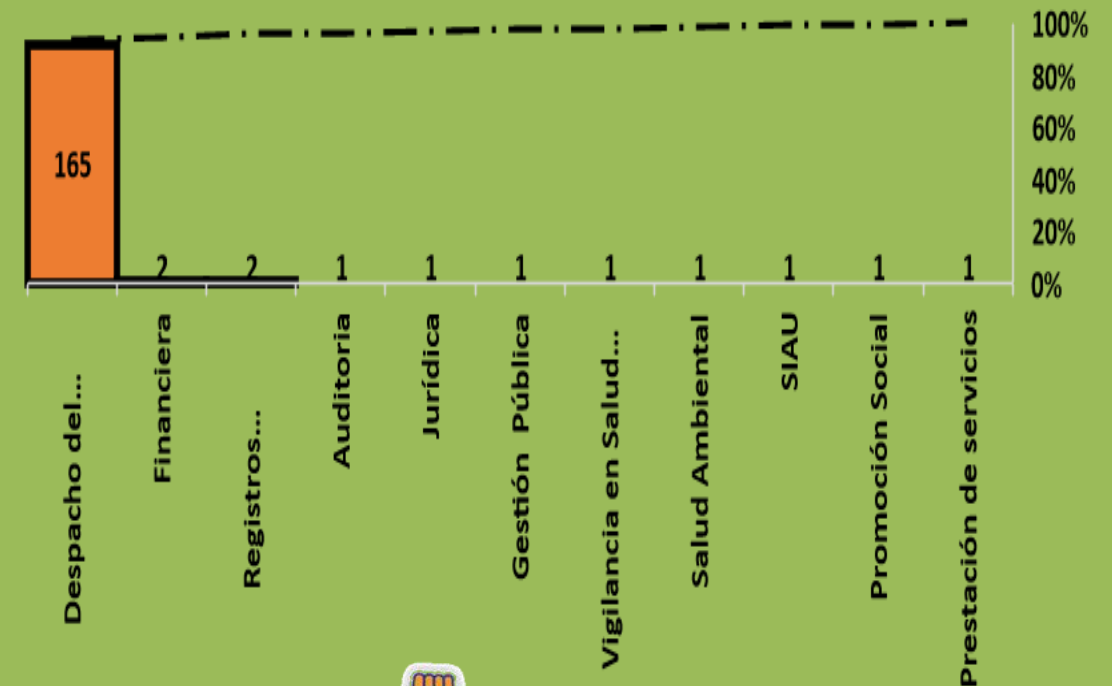 100%
80%
60%
40%
20%
0%
165
2
2
1
1
1
1
1
1
1
1
Despacho del...
Financiera
Registros...
Auditoria
Jurídica
Gestión Pública
Vigilancia en Salud...
Salud Ambiental
SIAU
Promoción Social
Prestación de servicios